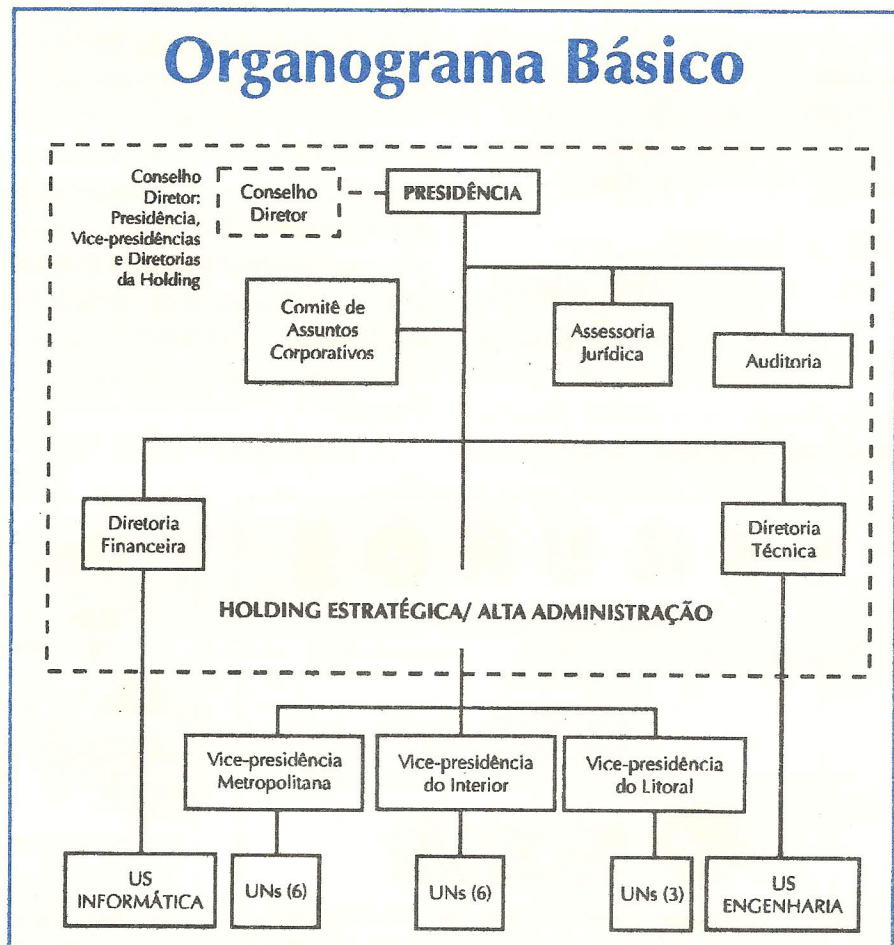 Organograma Básico
Conselho
Diretor:
Presidência,
Vice-presidências
e Diretorias
da Holding
Conselho
Diretor
PRESIDÊNCIA
Comitê de
Assuntos
Corporativos
Assessoria
Jurídica
Auditoria
Diretoria
Financeira
Diretoria
Técnica
HOLDING ESTRATÉGICA/ ALTA ADMINISTRAÇÃO
Vice-presidência
Metropolitana
Vice-presidência
do Interior
Vice-presidência
do Litoral
US
INFORMÁTICA
UNs (6)
UNs (6)
UNs (3)
US
ENGENHARIA